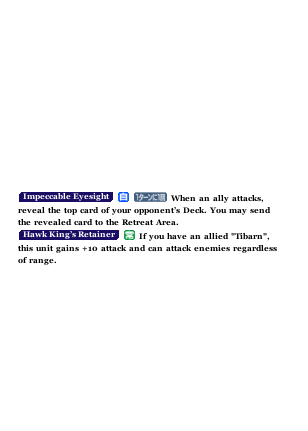 Impeccable Eyesight 自 1ターンに1回 When an ally attacks,
reveal the top card of your opponent's Deck. You may send
the revealed card to the Retreat Area.
Hawk King's Retainer 常 If you have an allied "Tibarn",
this unit gains +10 attack and can attack enemies regardless
of range.